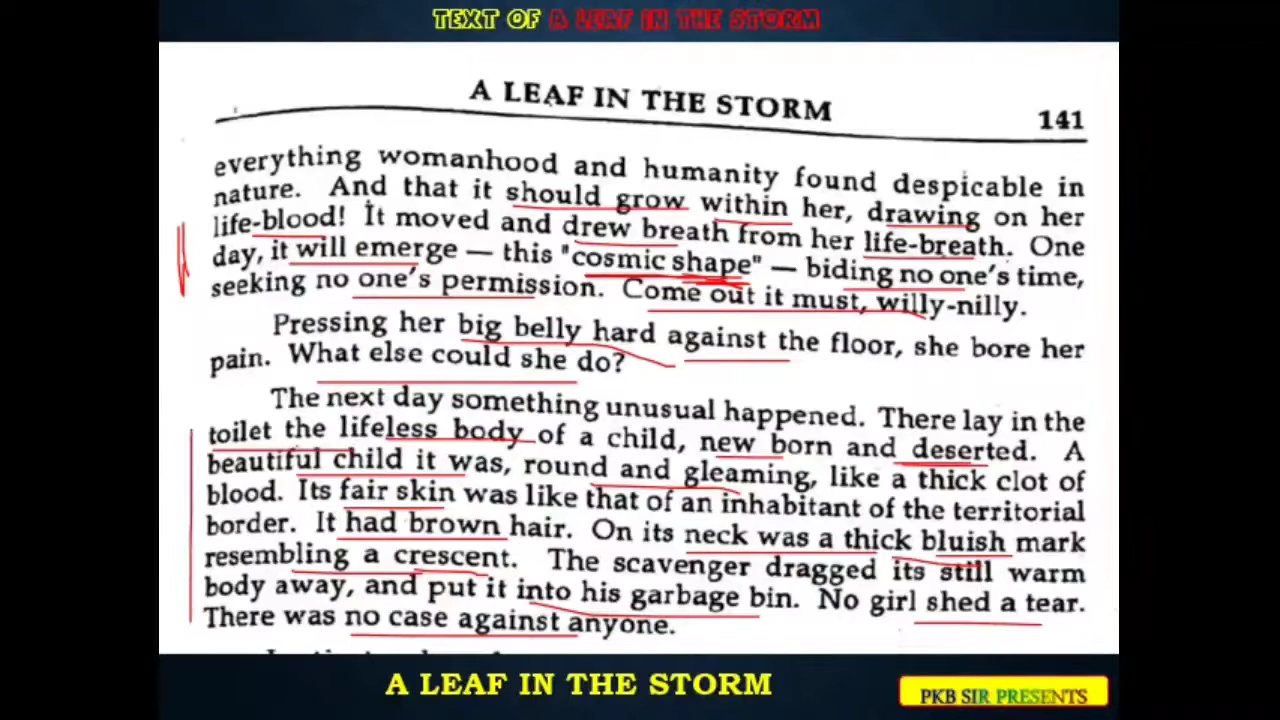 TEXT OF A LEAF IN THE STORM
A LEAF IN THE STORM
141
everything womanhood and humanity found despicable in
nature. And that it should grow within her, drawing on her
life-blood! It moved and drew breath from her life-breath. One
day, it will emerge — this "cosmic shape" — biding no one's time,
seeking no one's permission. Come out it must, willy-nilly.
Pressing her big belly hard against the floor, she bore her
pain. What else could she do?
The next day something unusual happened. There lay in the
toilet the lifeless body of a child, new born and deserted. A
beautiful child it was, round and gleaming, like a thick clot of
blood. Its fair skin was like that of an inhabitant of the territorial
border. It had brown hair. On its neck was a thick bluish mark
resembling a crescent. The scavenger dragged its still warm
body away, and put it into his garbage bin. No girl shed a tear.
There was no case against anyone.
A LEAF IN THE STORM
PKB SIR PRESENTS